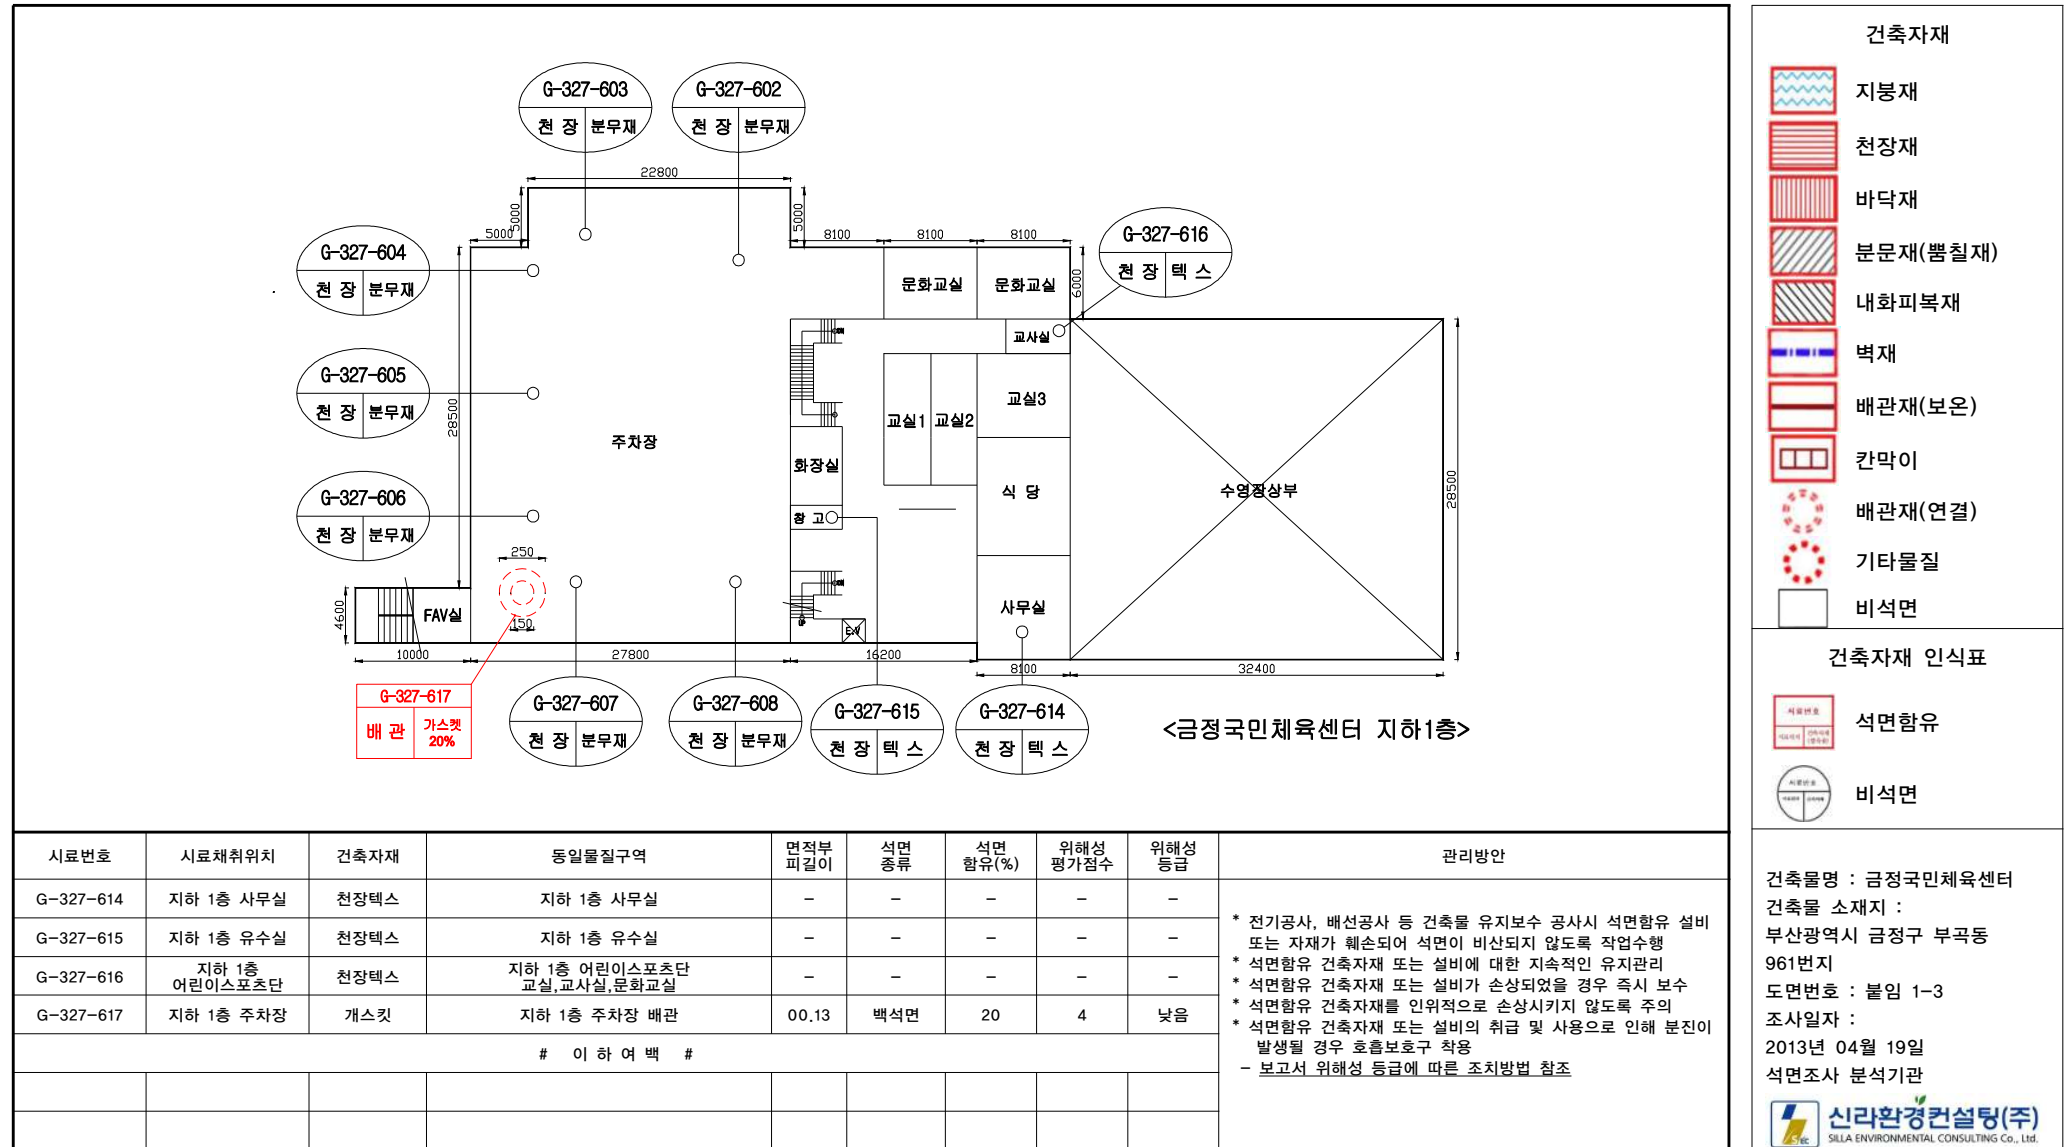 G-327-603
천 장 분무재
G-327-602
천 장 분무재
22800
5000
5000
5000
8100
8100
8100
G-327-604
천 장 분무재
G-327-616
천 장 텍 스
6000
문화교실
문화교실
교사실
G-327-605
천 장 분무재
28500
주차장
교실1
교실2
교실3
화장실
식 당
수영장상부
28500
창 고
G-327-606
천 장 분무재
250
150
4600
FAV실
사무실
E.V
UP
10000
27800
16200
8100
32400
G-327-617
배 관
가스켓
20%
G-327-607
천 장 분무재
G-327-608
천 장 분무재
G-327-615
천 장 텍 스
G-327-614
천 장 텍 스
<금정국민체육센터 지하1층>
시료번호 시료채취위치 건축자재 동일물질구역 면적부피길이 석면종류 석면함유(%) 위해성평가점수 위해성등급 관리방안
G-327-614 지하 1층 사무실 천장텍스 지하 1층 사무실 - - - - -
G-327-615 지하 1층 유수실 천장텍스 지하 1층 유수실 - - - - -
G-327-616 지하 1층 어린이스포츠단 천장텍스 지하 1층 어린이스포츠단 교실,교사실,문화교실 - - - - -
G-327-617 지하 1층 주차장 개스킷 지하 1층 주차장 배관 00.13 백석면 20 4 낮음
# 이 하 여 백 #
* 전기공사, 배선공사 등 건축물 유지보수 공사시 석면함유 설비
또는 자재가 훼손되어 석면이 비산되지 않도록 작업수행
* 석면함유 건축자재 또는 설비에 대한 지속적인 유지관리
* 석면함유 건축자재 또는 설비가 손상되었을 경우 즉시 보수
* 석면함유 건축자재를 인위적으로 손상시키지 않도록 주의
* 석면함유 건축자재 또는 설비의 취급 및 사용으로 인해 분진이
발생될 경우 호흡보호구 착용
- 보고서 위해성 등급에 따른 조치방법 참조
건축자재
지붕재
천장재
바닥재
분문재(뿜칠재)
내화피복재
벽재
배관재(보온)
칸막이
배관재(연결)
기타물질
비석면
건축자재 인식표
시료번호
석면함유
비석면
건축물명 : 금정국민체육센터
건축물 소재지 :
부산광역시 금정구 부곡동
961번지
도면번호 : 붙임 1-3
조사일자 :
2013년 04월 19일
석면조사 분석기관
신라환경컨설팅(주)
SILLA ENVIRONMENTAL CONSULTING Co., Ltd.